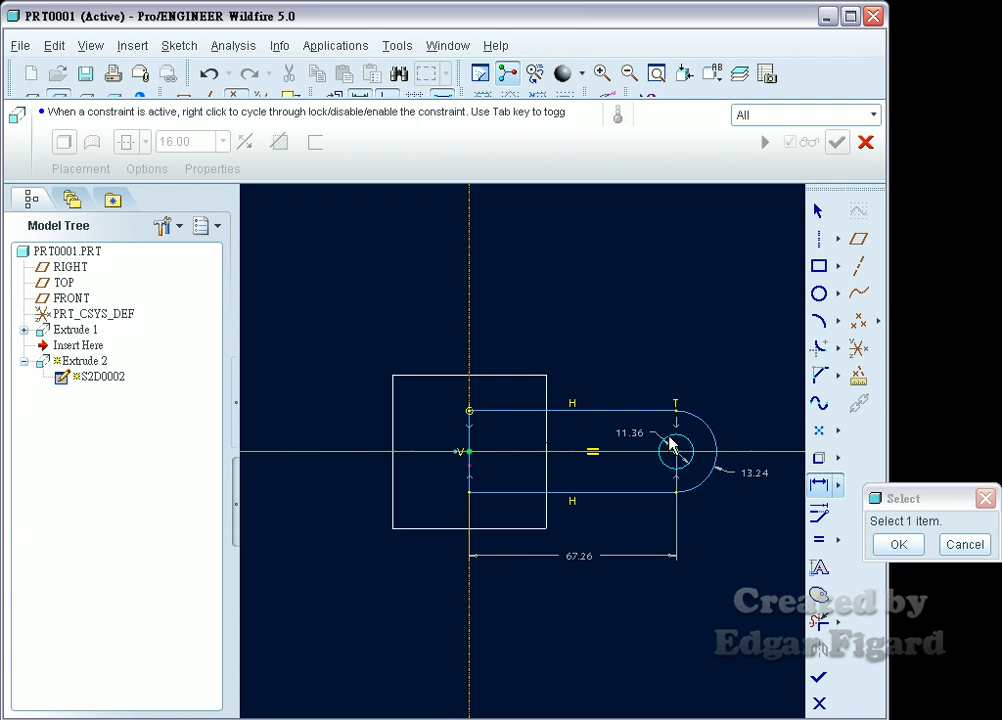 PRT0001 (Active) - Pro/ENGINEER Wildfire 5.0
File Edit View Insert Sketch Analysis Info Applications Tools Window Help
When a constraint is active, right click to cycle through lock/disable/enable the constraint. Use Tab key to togg
All
16.00
Placement Options Properties
Model Tree
PRT0001.PRT
RIGHT
TOP
FRONT
PRT_CSYS_DEF
Extrude 1
Insert Here
*Extrude 2
*S2D0002
H
T
11.36
V
13.24
H
67.26
Select
Select 1 item.
OK Cancel
Created by
Edgar Figard